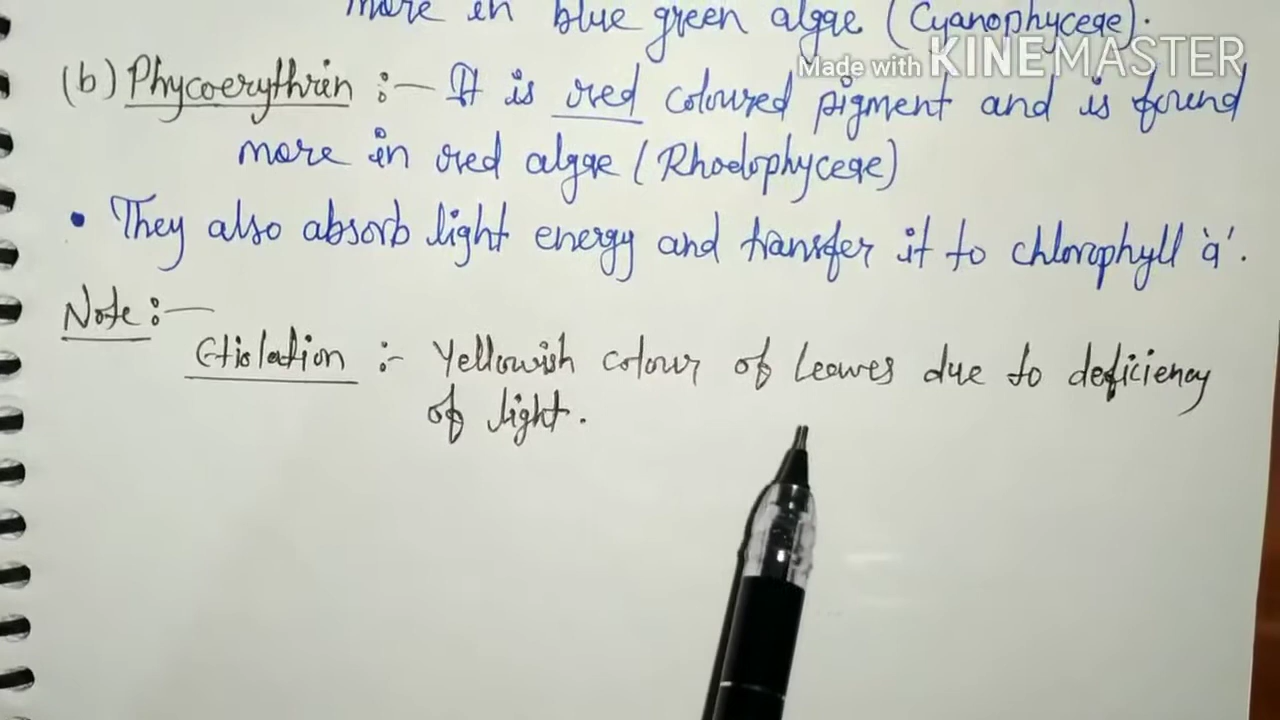 more in blue green algae (Cyanophyceae).
Made with KINEMASTER
(b) Phycoerythrin :- It is red coloured pigment and is found
more in red algae (Rhodophyceae)
• They also absorb light energy and transfer it to chlorophyll 'a'.
Note:-
Etiolation :- Yellowish colour of leaves due to deficiency
of light.